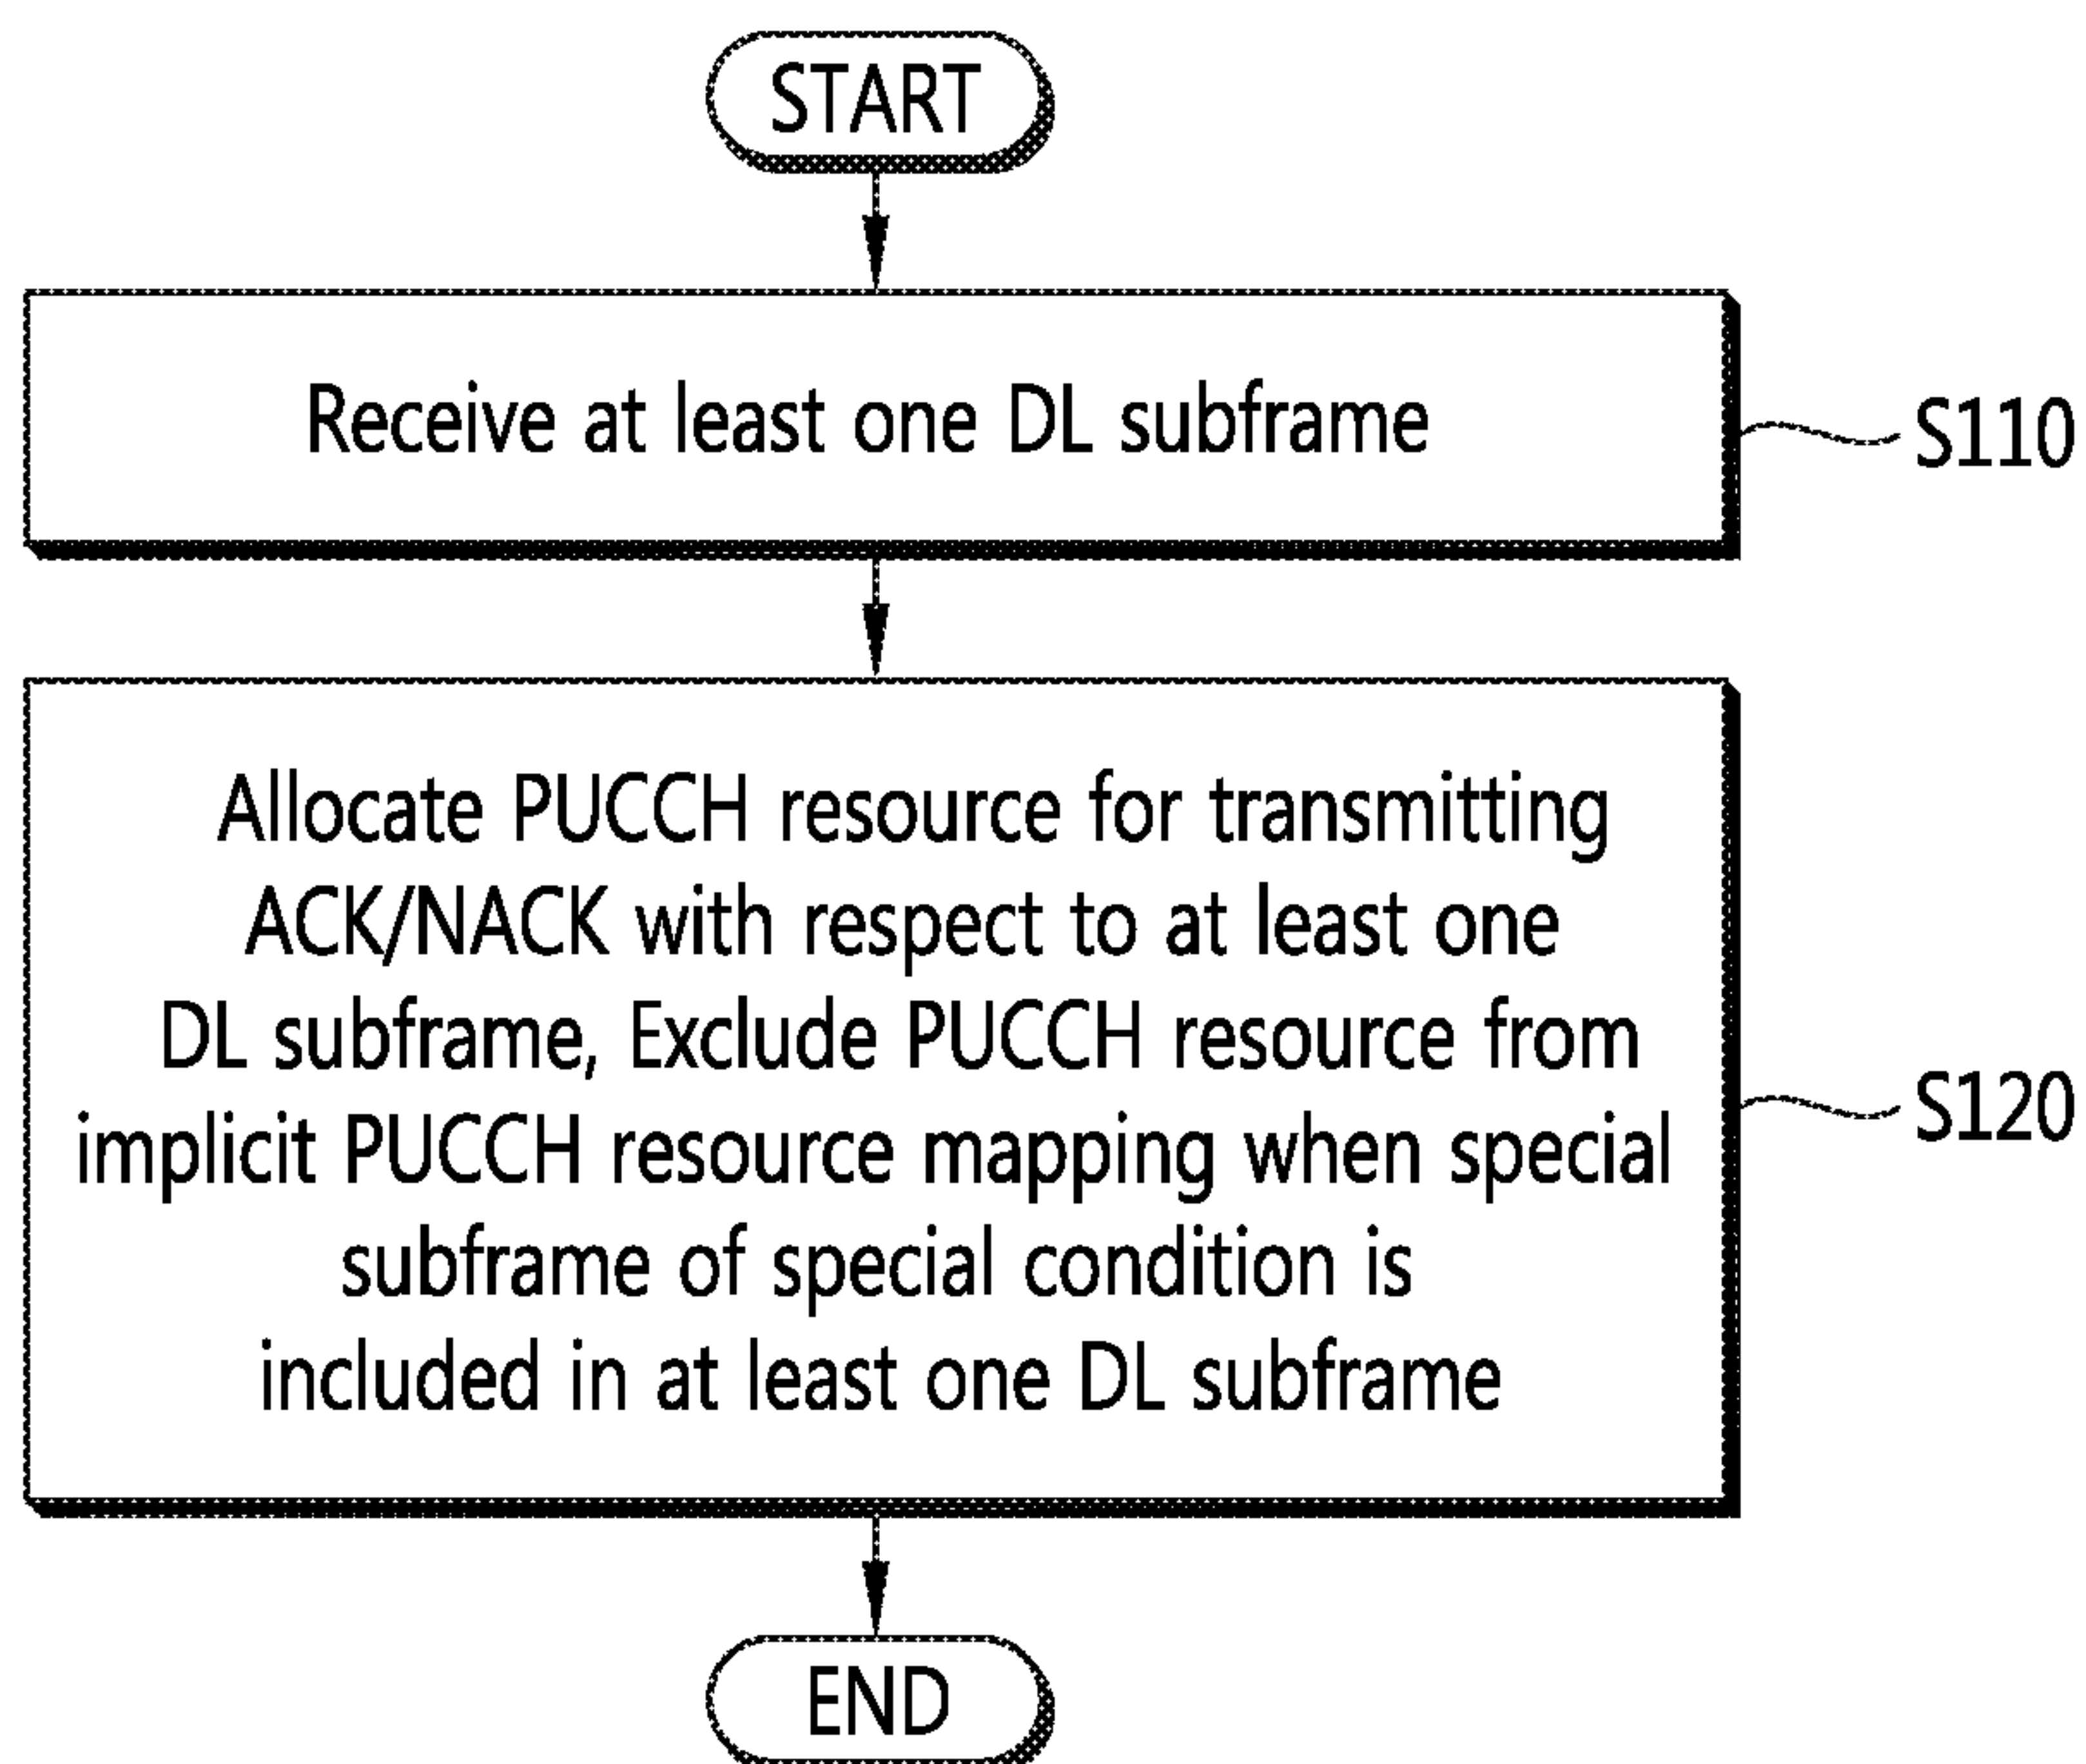 START
Receive at least one DL subframe
S110
Allocate PUCCH resource for transmitting
ACK/NACK with respect to at least one
DL subframe, Exclude PUCCH resource from
implicit PUCCH resource mapping when special
subframe of special condition is
included in at least one DL subframe
S120
END